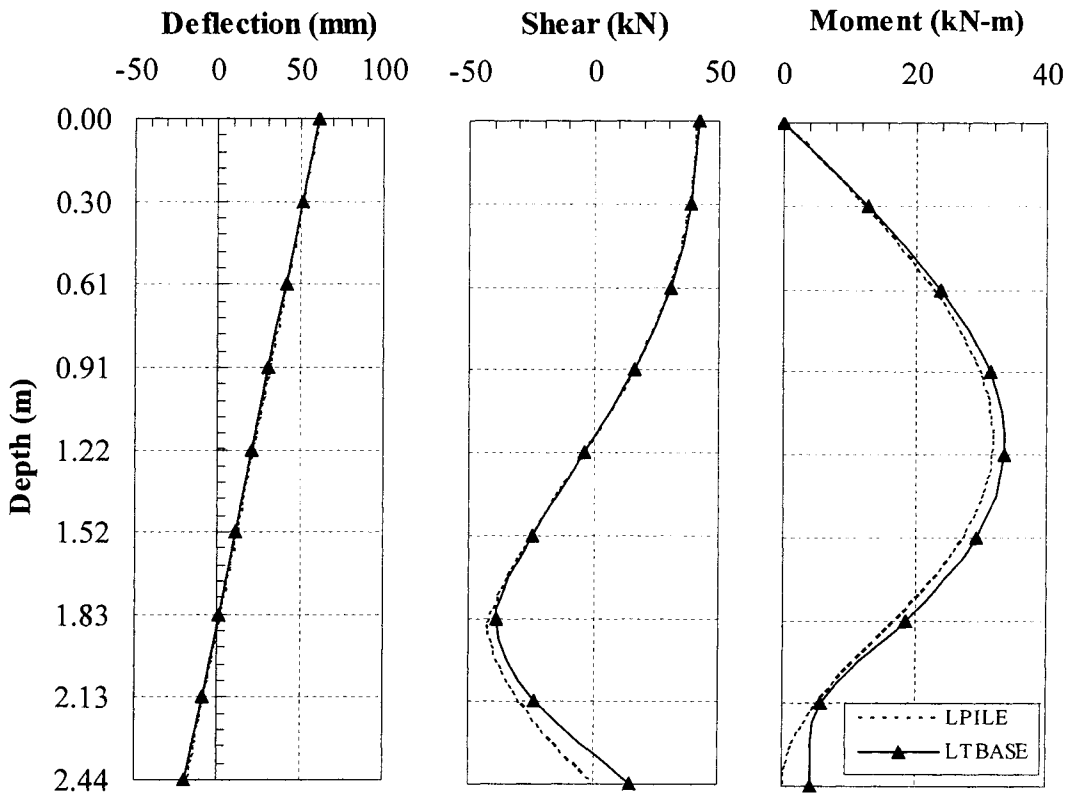 Deflection (mm)
Shear (kN)
Moment (kN-m)
-50 0 50 100
-50 0 50
0 20 40
Depth (m)
0.00
0.30
0.61
0.91
1.22
1.52
1.83
2.13
2.44
LPILE
LTBASE